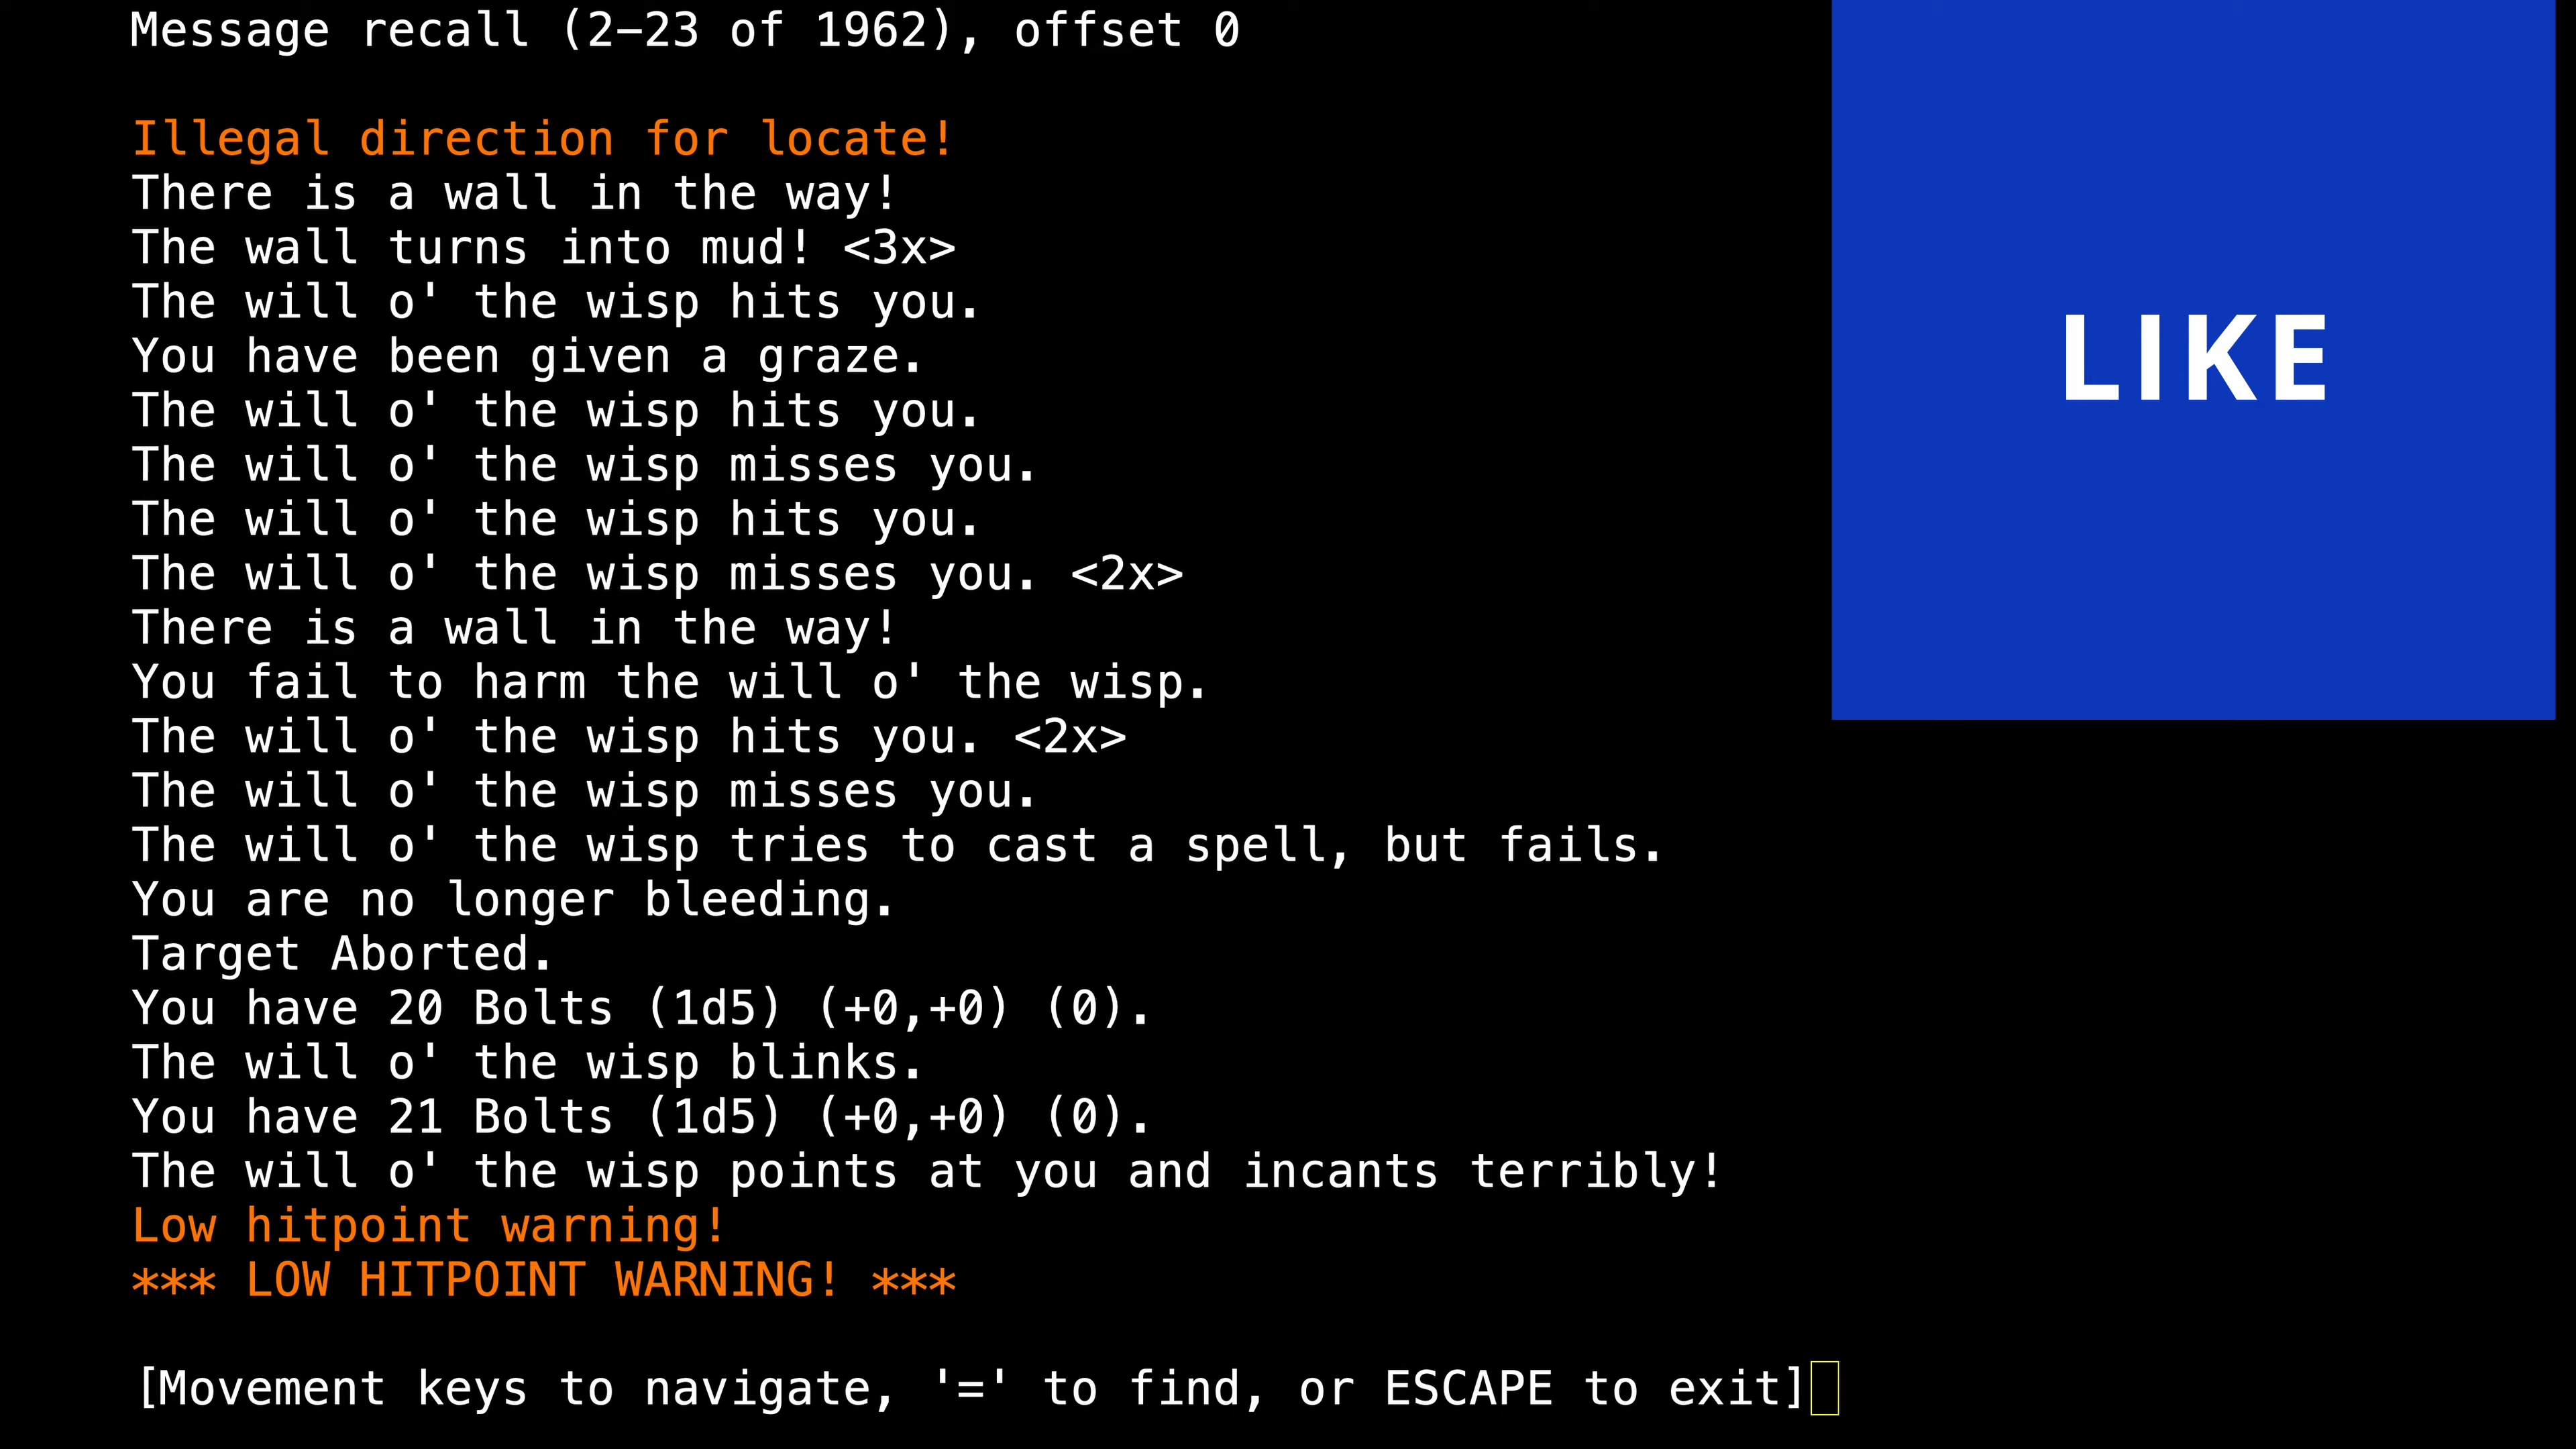 Message recall (2-23 of 1962), offset 0
Illegal direction for locate!
There is a wall in the way!
The wall turns into mud! <3x>
The will o' the wisp hits you.
You have been given a graze.
The will o' the wisp hits you.
The will o' the wisp misses you.
The will o' the wisp hits you.
The will o' the wisp misses you. <2x>
There is a wall in the way!
You fail to harm the will o' the wisp.
The will o' the wisp hits you. <2x>
The will o' the wisp misses you.
The will o' the wisp tries to cast a spell, but fails.
You are no longer bleeding.
Target Aborted.
You have 20 Bolts (1d5) (+0,+0) (0).
The will o' the wisp blinks.
You have 21 Bolts (1d5) (+0,+0) (0).
The will o' the wisp points at you and incants terribly!
Low hitpoint warning!
*** LOW HITPOINT WARNING! ***
[Movement keys to navigate, '=' to find, or ESCAPE to exit]
LIKE